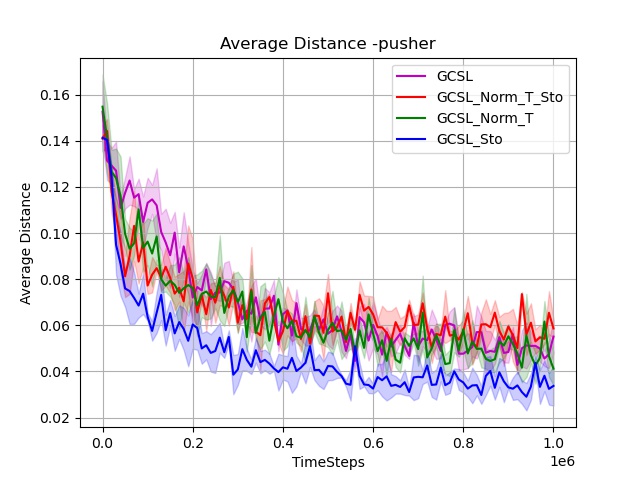 Average Distance -pusher
GCSL
GCSL_Norm_T_Sto
GCSL_Norm_T
GCSL_Sto
Average Distance
0.16
0.14
0.12
0.10
0.08
0.06
0.04
0.02
0.0 0.2 0.4 0.6 0.8 1.0
TimeSteps
1e6